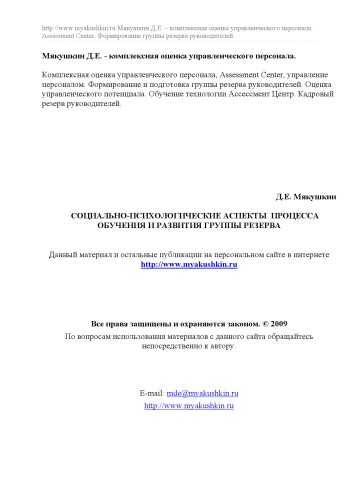 http://www.myakushkin.ru Мякушкин Д.Е. – комплексная оценка управленческого персонала
Assessment Center. Формирование группы резерва руководителей.
Мякушкин Д.Е. - комплексная оценка управленческого персонала.
Комплексная оценка управленческого персонала, Assessment Center, управление
персоналом. Формирование и подготовка группы резерва руководителей. Оценка
управленческого потенциала. Обучение технологии Ассессмент Центр. Кадровый
резерв руководителей.
Д.Е. Мякушкин
СОЦИАЛЬНО-ПСИХОЛОГИЧЕСКИЕ АСПЕКТЫ ПРОЦЕССА
ОБУЧЕНИЯ И РАЗВИТИЯ ГРУППЫ РЕЗЕРВА
Данный материал и остальные публикации на персональном сайте в интернете
http://www.myakushkin.ru
Все права защищены и охраняются законом. © 2009
По вопросам использования материалов с данного сайта обращайтесь
непосредственно к автору.
E-mail: mde@myakushkin.ru
http://www.myakushkin.ru